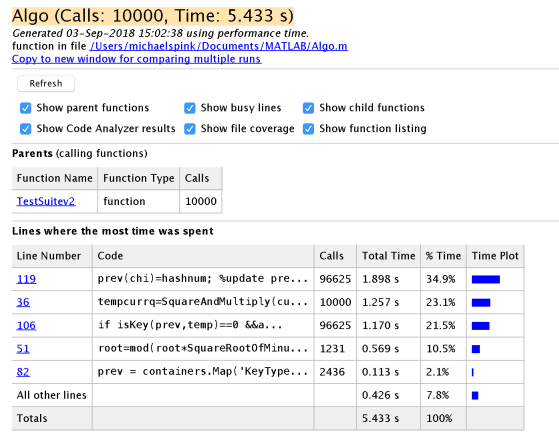 Algo (Calls: 10000, Time: 5.433 s)
Generated 03-Sep-2018 15:02:38 using performance time.
function in file /Users/michaelspink/Documents/MATLAB/Algo.m
Copy to new window for comparing multiple runs
Refresh
Show parent functions Show busy lines Show child functions
Show Code Analyzer results Show file coverage Show function listing
Parents (calling functions)
Function Name Function Type Calls
TestSuitev2 function 10000
Lines where the most time was spent
Line Number Code Calls Total Time % Time Time Plot
119 prev(chi)=hashnum; %update pre... 96625 1.898 s 34.9%
36 tempcurrq=SquareAndMultiply(cu... 10000 1.257 s 23.1%
106 if isKey(prev,temp)==0 &&a... 96625 1.170 s 21.5%
51 root=mod(root*SquareRootOfMinu... 1231 0.569 s 10.5%
82 prev = containers.Map('KeyType... 2436 0.113 s 2.1%
All other lines 0.426 s 7.8%
Totals 5.433 s 100%